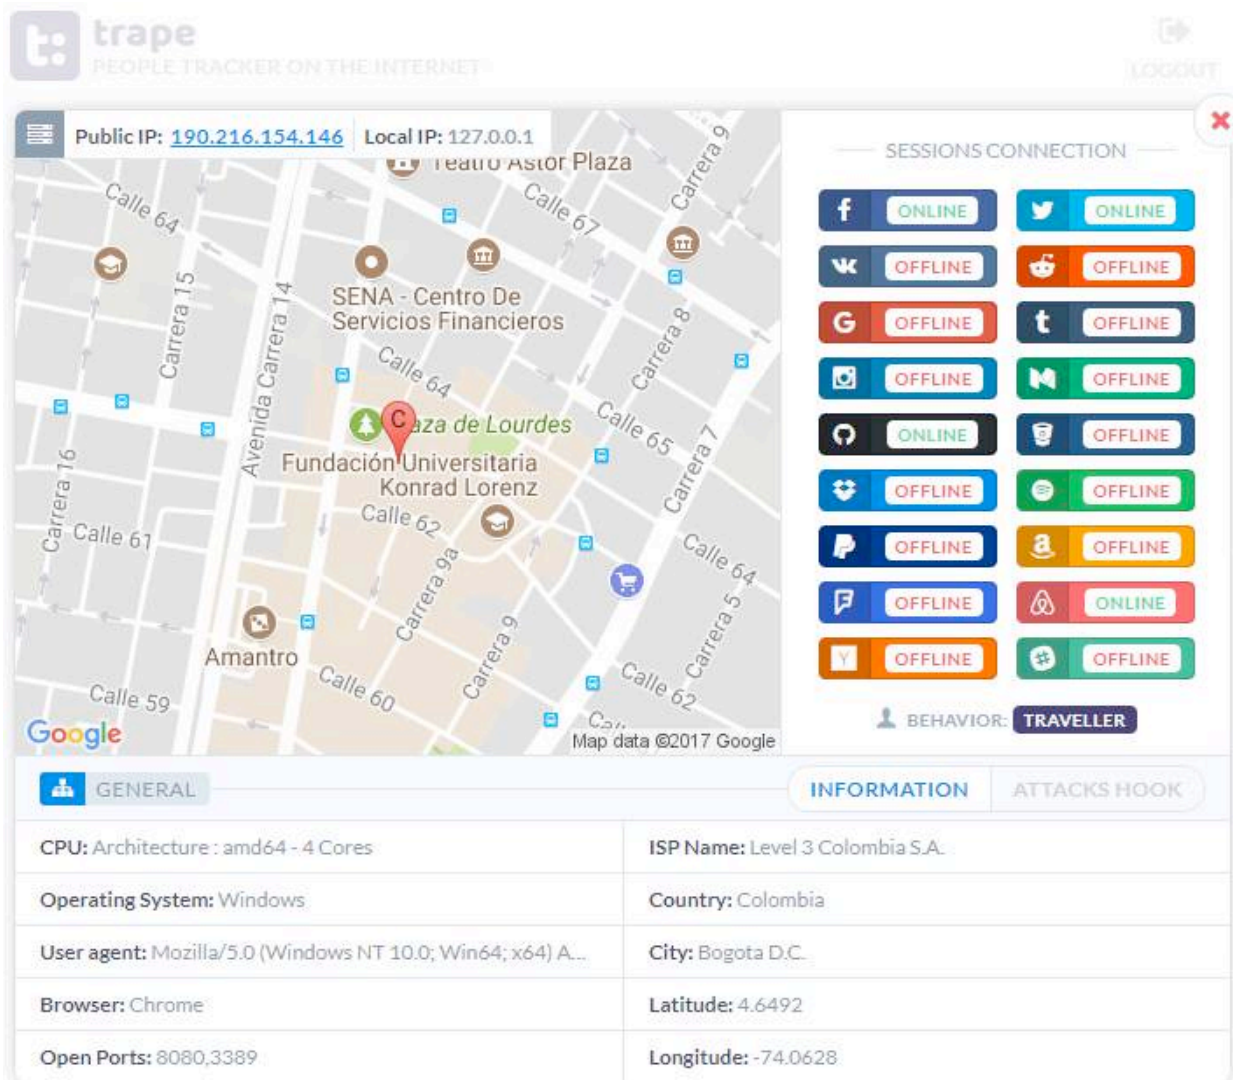 trape
PEOPLE TRACKER ON THE INTERNET
LOGOUT
Public IP: 190.216.154.146 Local IP: 127.0.0.1
Teatro Astor Plaza
Carrera 9
Calle 64
Calle 67
SENA - Centro De
Servicios Financieros
Carrera 15
Avenida Carrera 14
Carrera 8
Calle 64
Calle 65
C
aza de Lourdes
Fundación Universitaria
Konrad Lorenz
Carrera 16
Carrera 7
Calle 62
Calle 61
Calle 64
Carrera 9a
Carrera 5
Amantro
Carrera 9
Calle 60
Calle 62
Calle 59
Google
Map data ©2017 Google
SESSIONS CONNECTION
f ONLINE
ONLINE
OFFLINE
OFFLINE
G OFFLINE
t OFFLINE
OFFLINE
OFFLINE
ONLINE
OFFLINE
OFFLINE
OFFLINE
OFFLINE
a OFFLINE
OFFLINE
ONLINE
Y OFFLINE
OFFLINE
BEHAVIOR: TRAVELLER
GENERAL
INFORMATION
ATTACKS HOOK
CPU: Architecture : amd64 - 4 Cores
ISP Name: Level 3 Colombia S.A.
Operating System: Windows
Country: Colombia
User agent: Mozilla/5.0 (Windows NT 10.0; Win64; x64) A...
City: Bogota D.C.
Browser: Chrome
Latitude: 4.6492
Open Ports: 8080,3389
Longitude: -74.0628